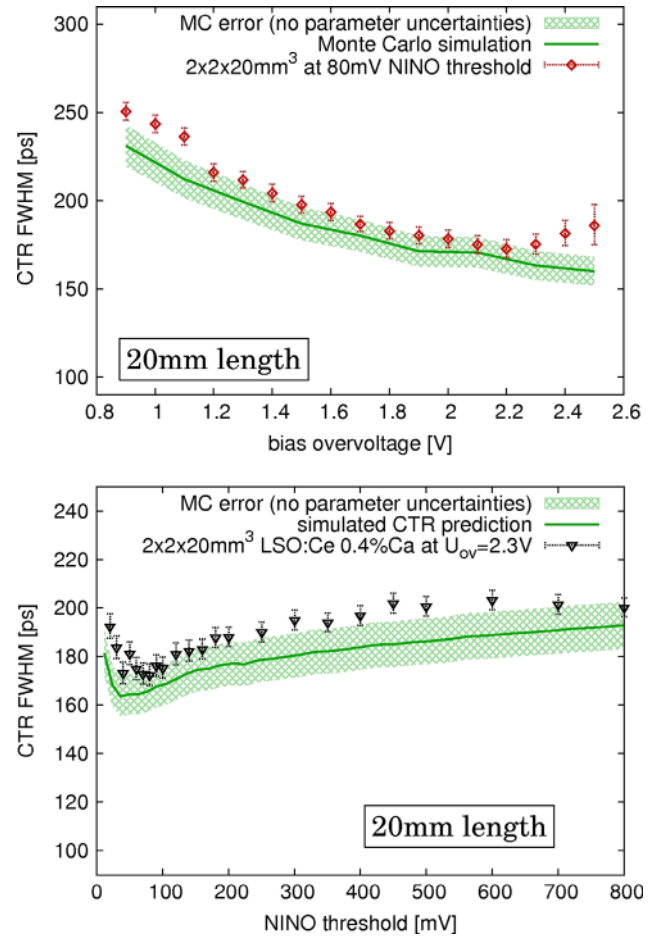 300
250
200
150
100
CTR FWHM [ps]
MC error (no parameter uncertainties)
Monte Carlo simulation
2x2x20mm³ at 80mV NINO threshold
20mm length
0.8 1 1.2 1.4 1.6 1.8 2 2.2 2.4 2.6
bias overvoltage [V]
240
220
200
180
160
140
120
100
CTR FWHM [ps]
MC error (no parameter uncertainties)
simulated CTR prediction
2x2x20mm³ LSO:Ce 0.4%Ca at Uov=2.3V
20mm length
0 100 200 300 400 500 600 700 800
NINO threshold [mV]